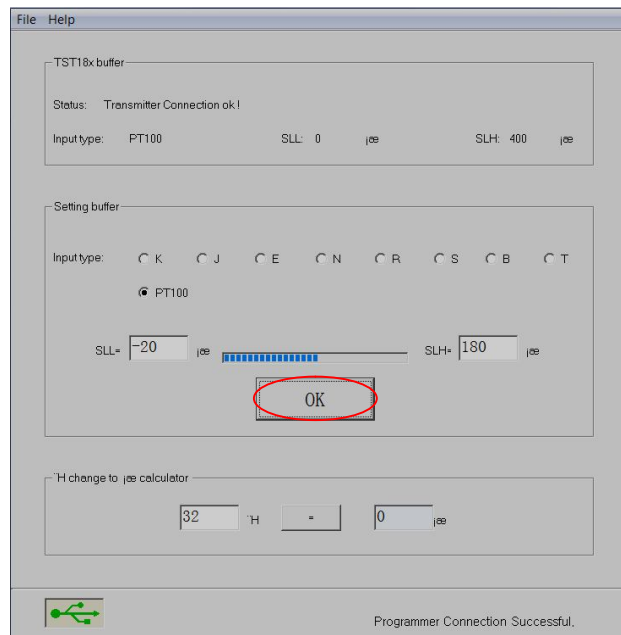 File Help
TST18x buffer
Status: Transmitter Connection ok !
Input type: PT100 SLL: 0 ¡æ SLH: 400 ¡æ
Setting buffer
Input type: K J E N R S B T
PT100
SLL= -20 ¡æ SLH= 180 ¡æ
OK
¨H change to ¡æ calculator
32 ¨H = 0 ¡æ
Programmer Connection Successful.